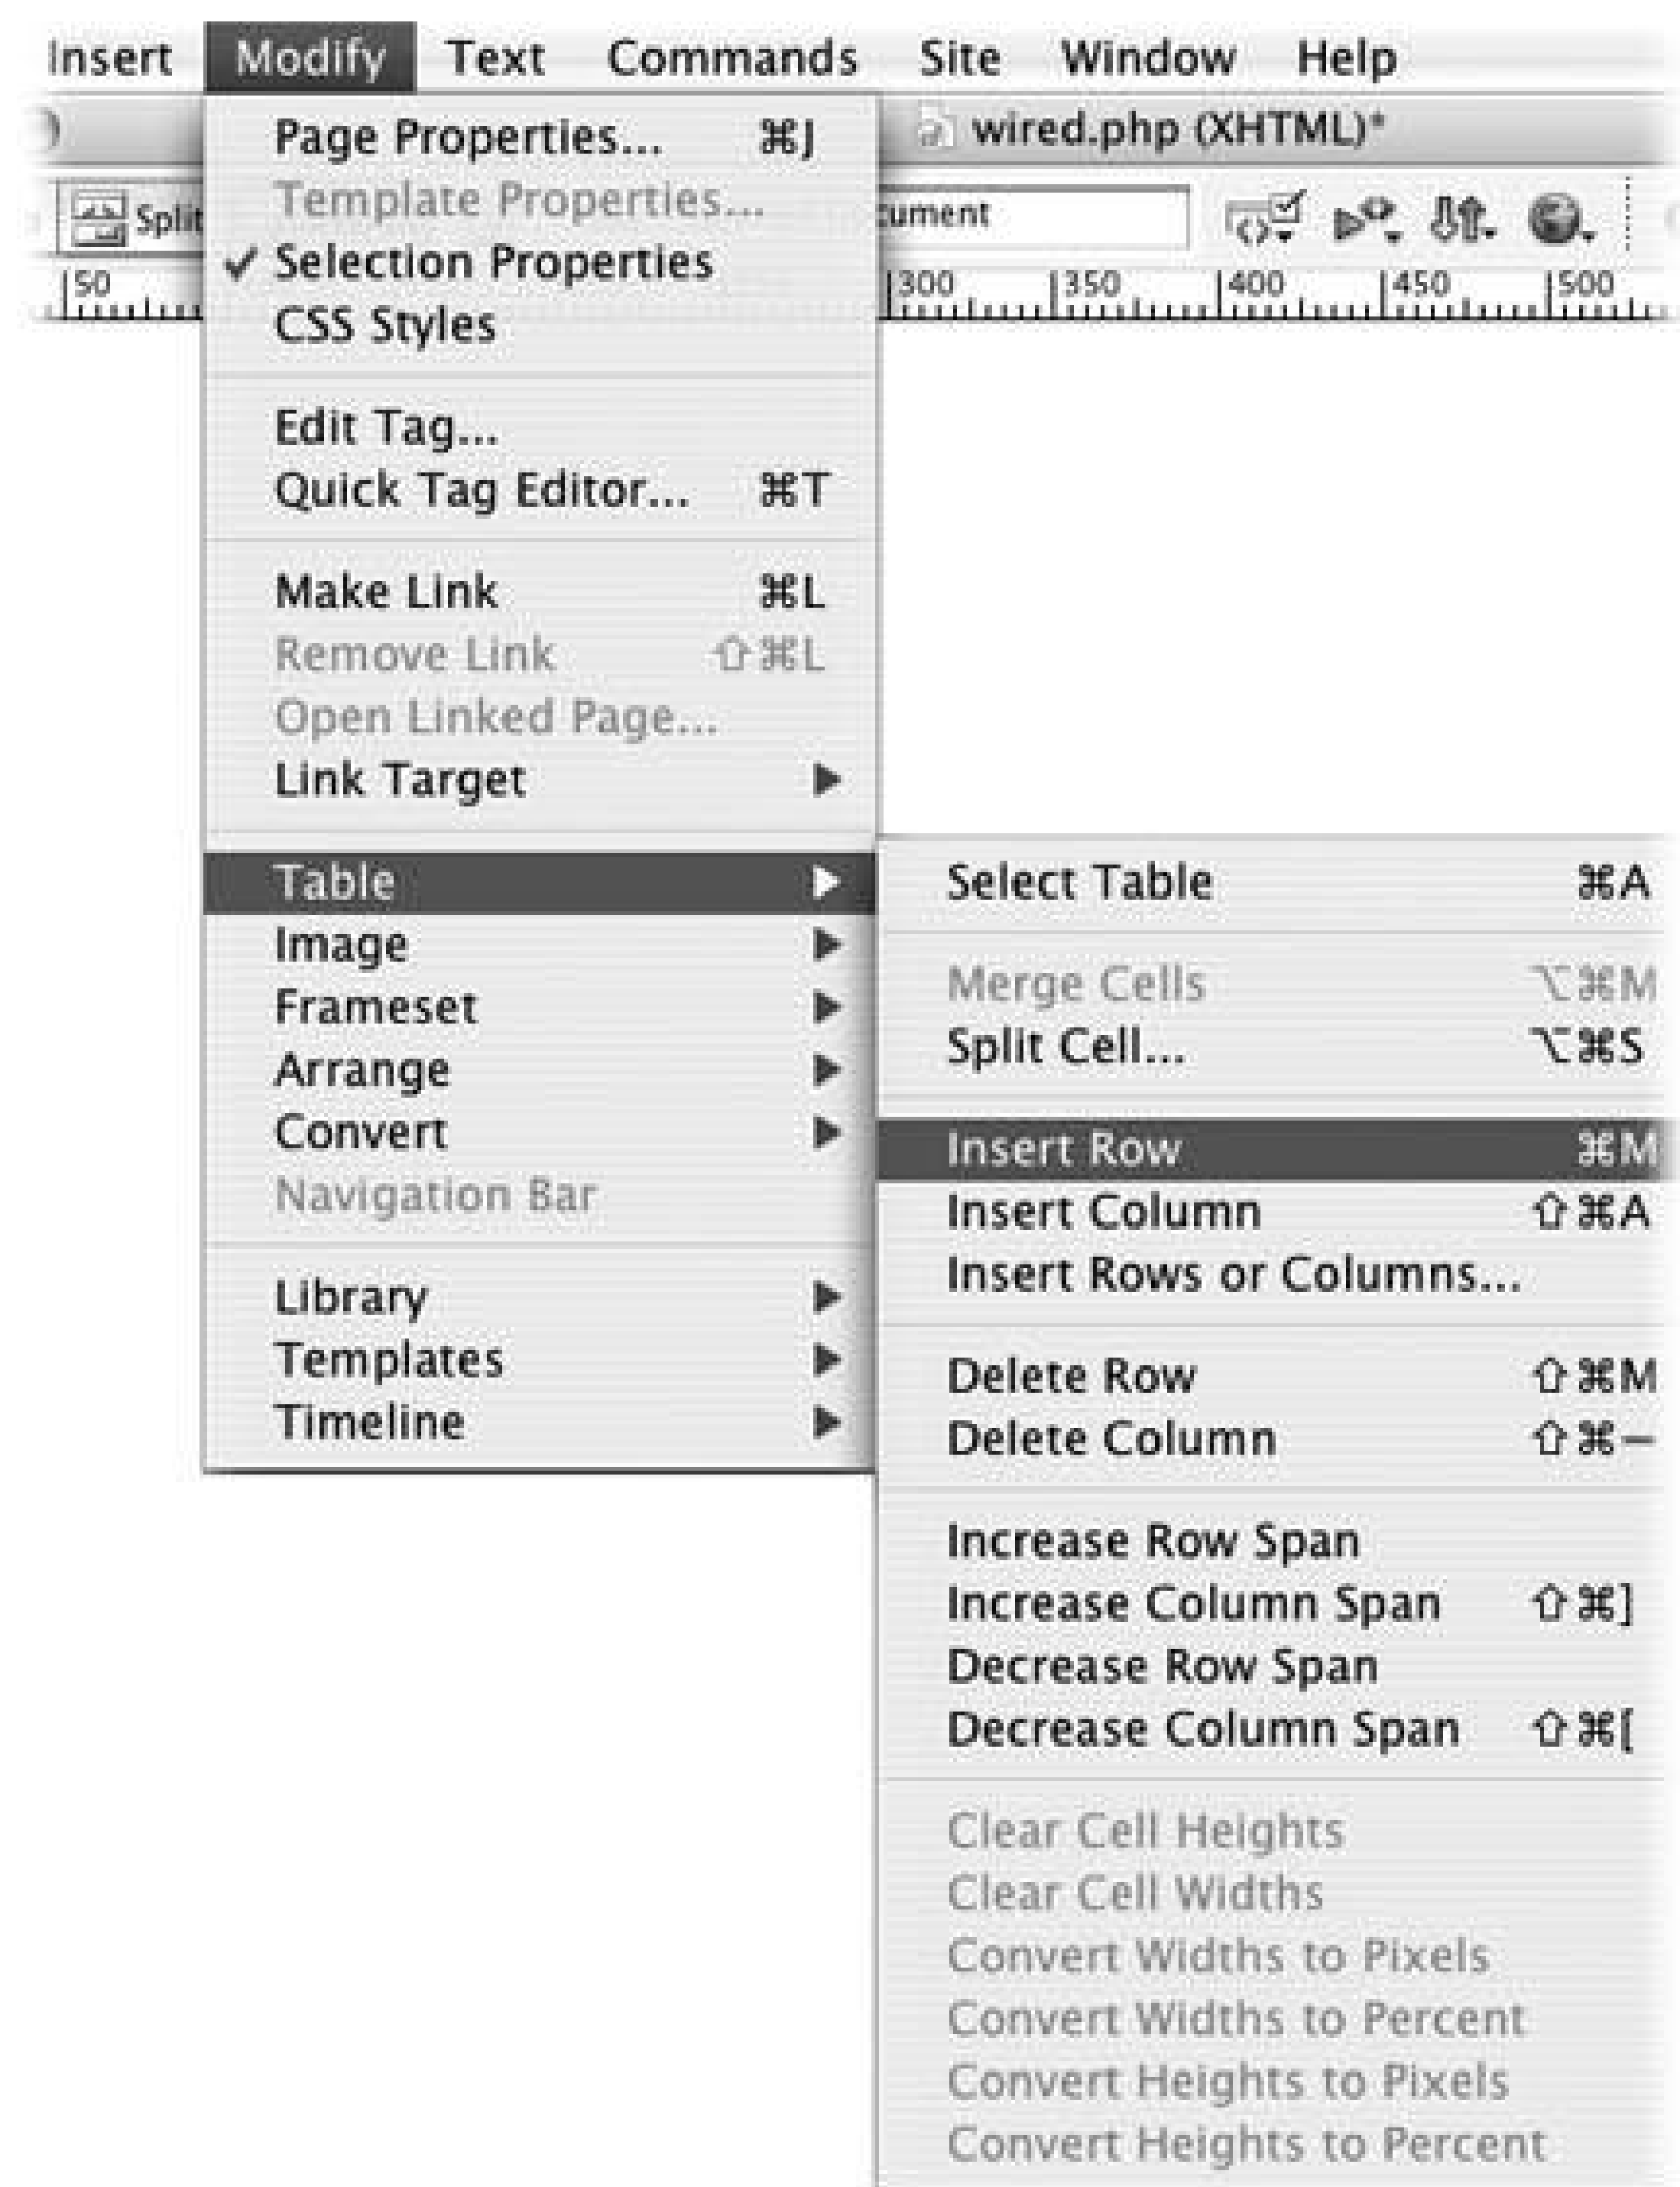 Insert Modify Text Commands Site Window Help
wired.php (XHTML)*
Split
cument
50 300 350 400 450 500
Page Properties... ⌘J
Template Properties...
✓ Selection Properties
CSS Styles
Edit Tag...
Quick Tag Editor... ⌘T
Make Link ⌘L
Remove Link ⇧⌘L
Open Linked Page...
Link Target ▶
Table ▶
Image ▶
Frameset ▶
Arrange ▶
Convert ▶
Navigation Bar
Library ▶
Templates ▶
Timeline ▶
Select Table ⌘A
Merge Cells ⌥⌘M
Split Cell... ⌥⌘S
Insert Row ⌘M
Insert Column ⇧⌘A
Insert Rows or Columns...
Delete Row ⇧⌘M
Delete Column ⇧⌘–
Increase Row Span
Increase Column Span ⇧⌘]
Decrease Row Span
Decrease Column Span ⇧⌘[
Clear Cell Heights
Clear Cell Widths
Convert Widths to Pixels
Convert Widths to Percent
Convert Heights to Pixels
Convert Heights to Percent